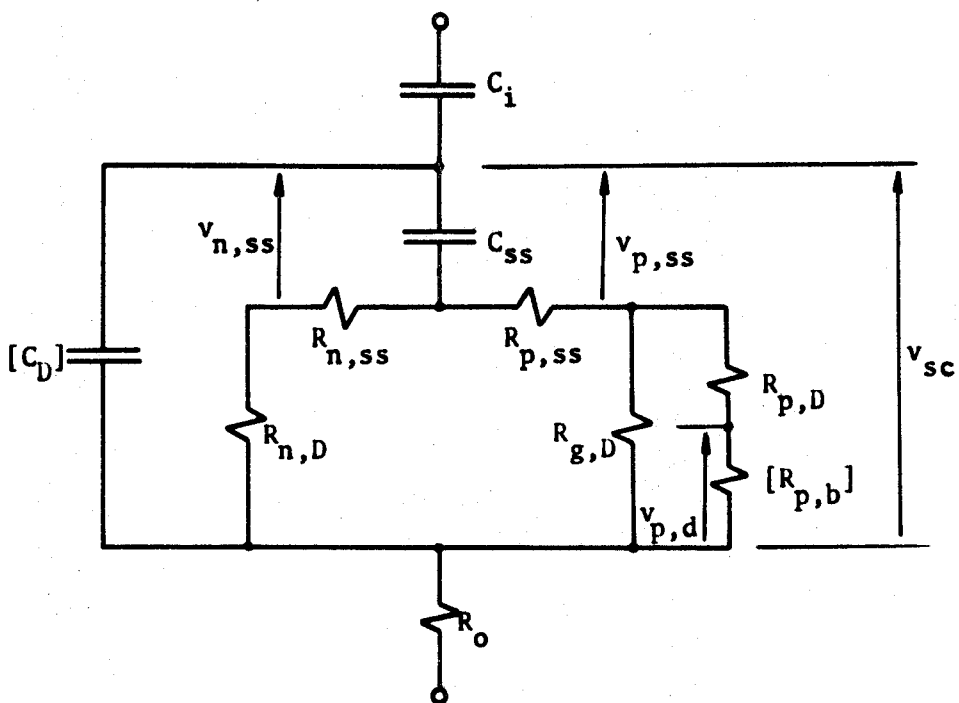 C_i
v_n,ss
C_ss
v_p,ss
R_n,ss
R_p,ss
[C_D]
v_sc
R_p,D
R_n,D
R_g,D
[R_p,b]
v_p,d
R_o